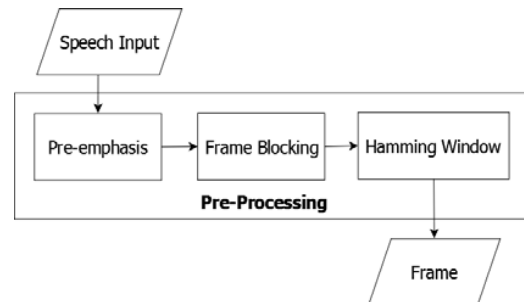 Speech Input
Pre-emphasis
Frame Blocking
Hamming Window
Pre-Processing
Frame